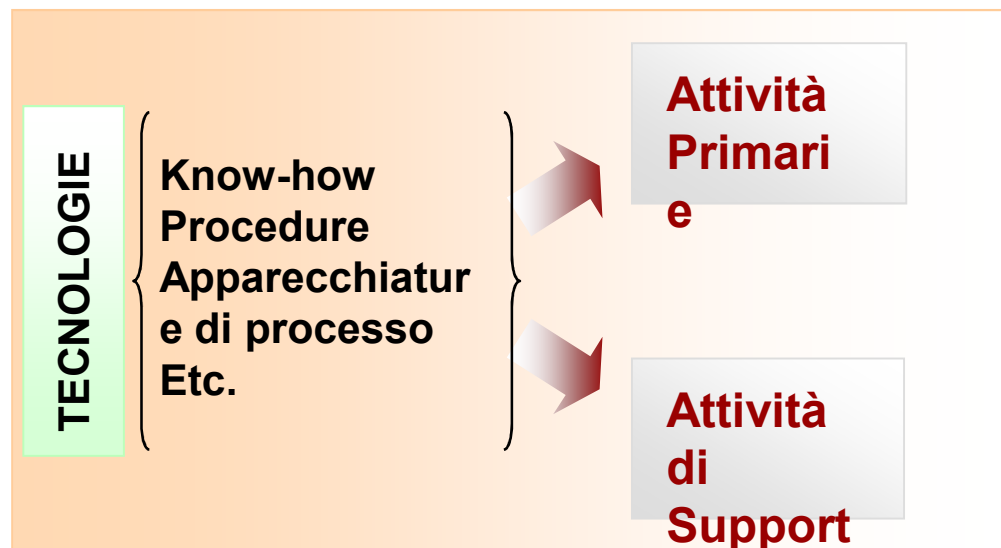 TECNOLOGIE
Know-how
Procedure
Apparecchiatur
e di processo
Etc.
Attività
Primari
e
Attività
di
Support